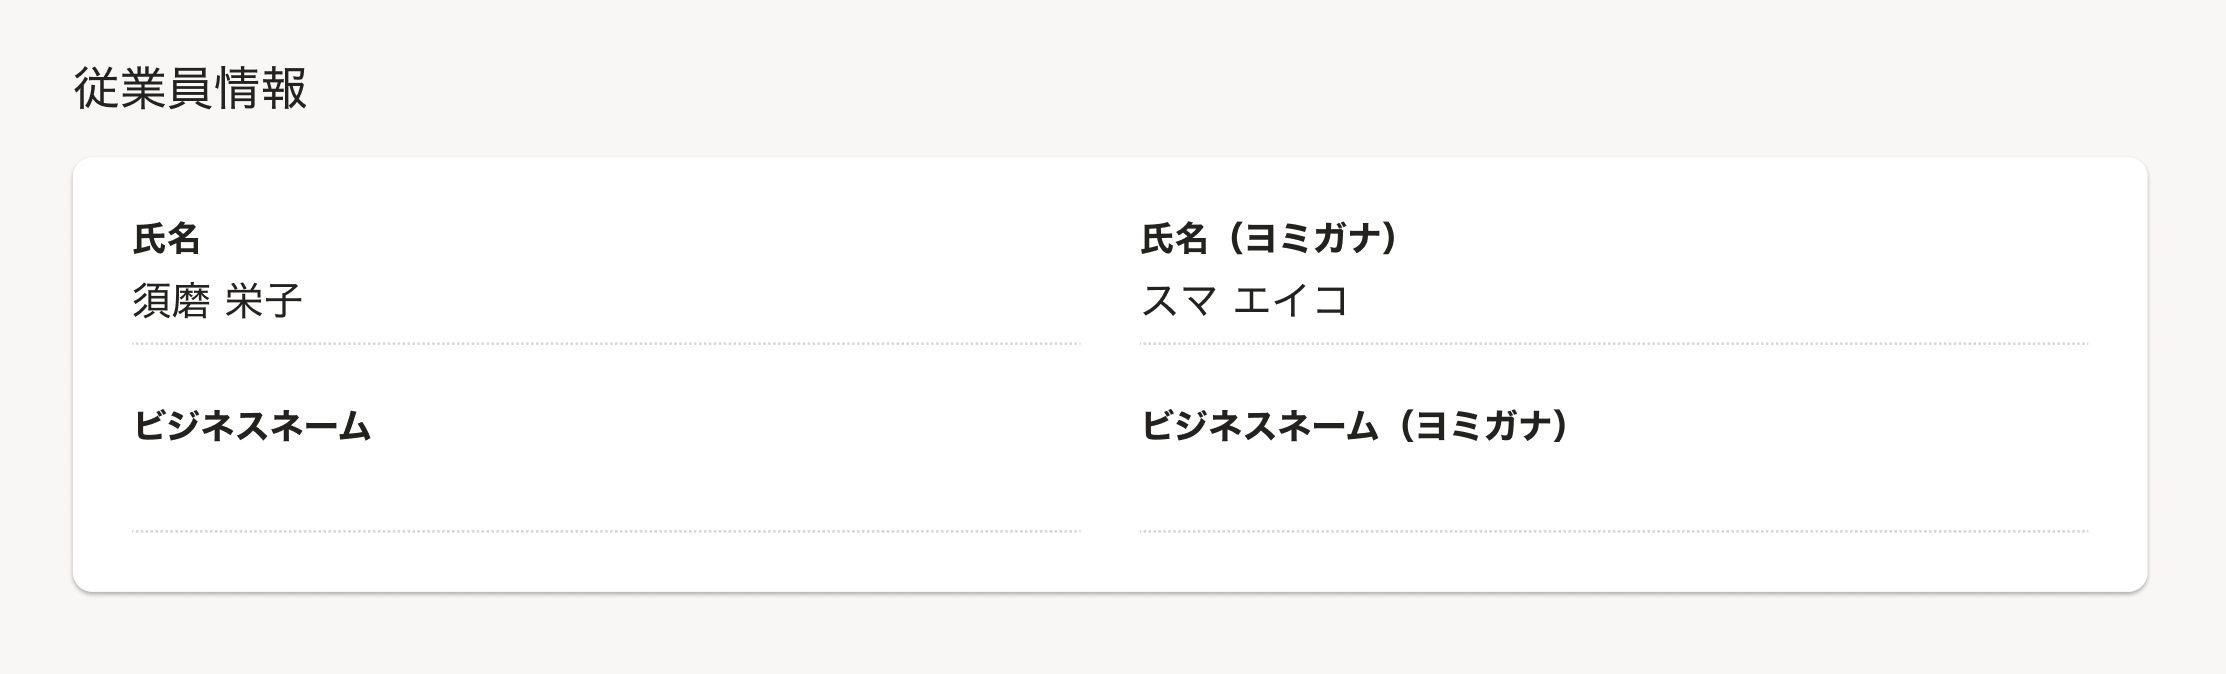 従業員情報
氏名
須磨 栄子
氏名（ヨミガナ）
スマ エイコ
ビジネスネーム
ビジネスネーム（ヨミガナ）